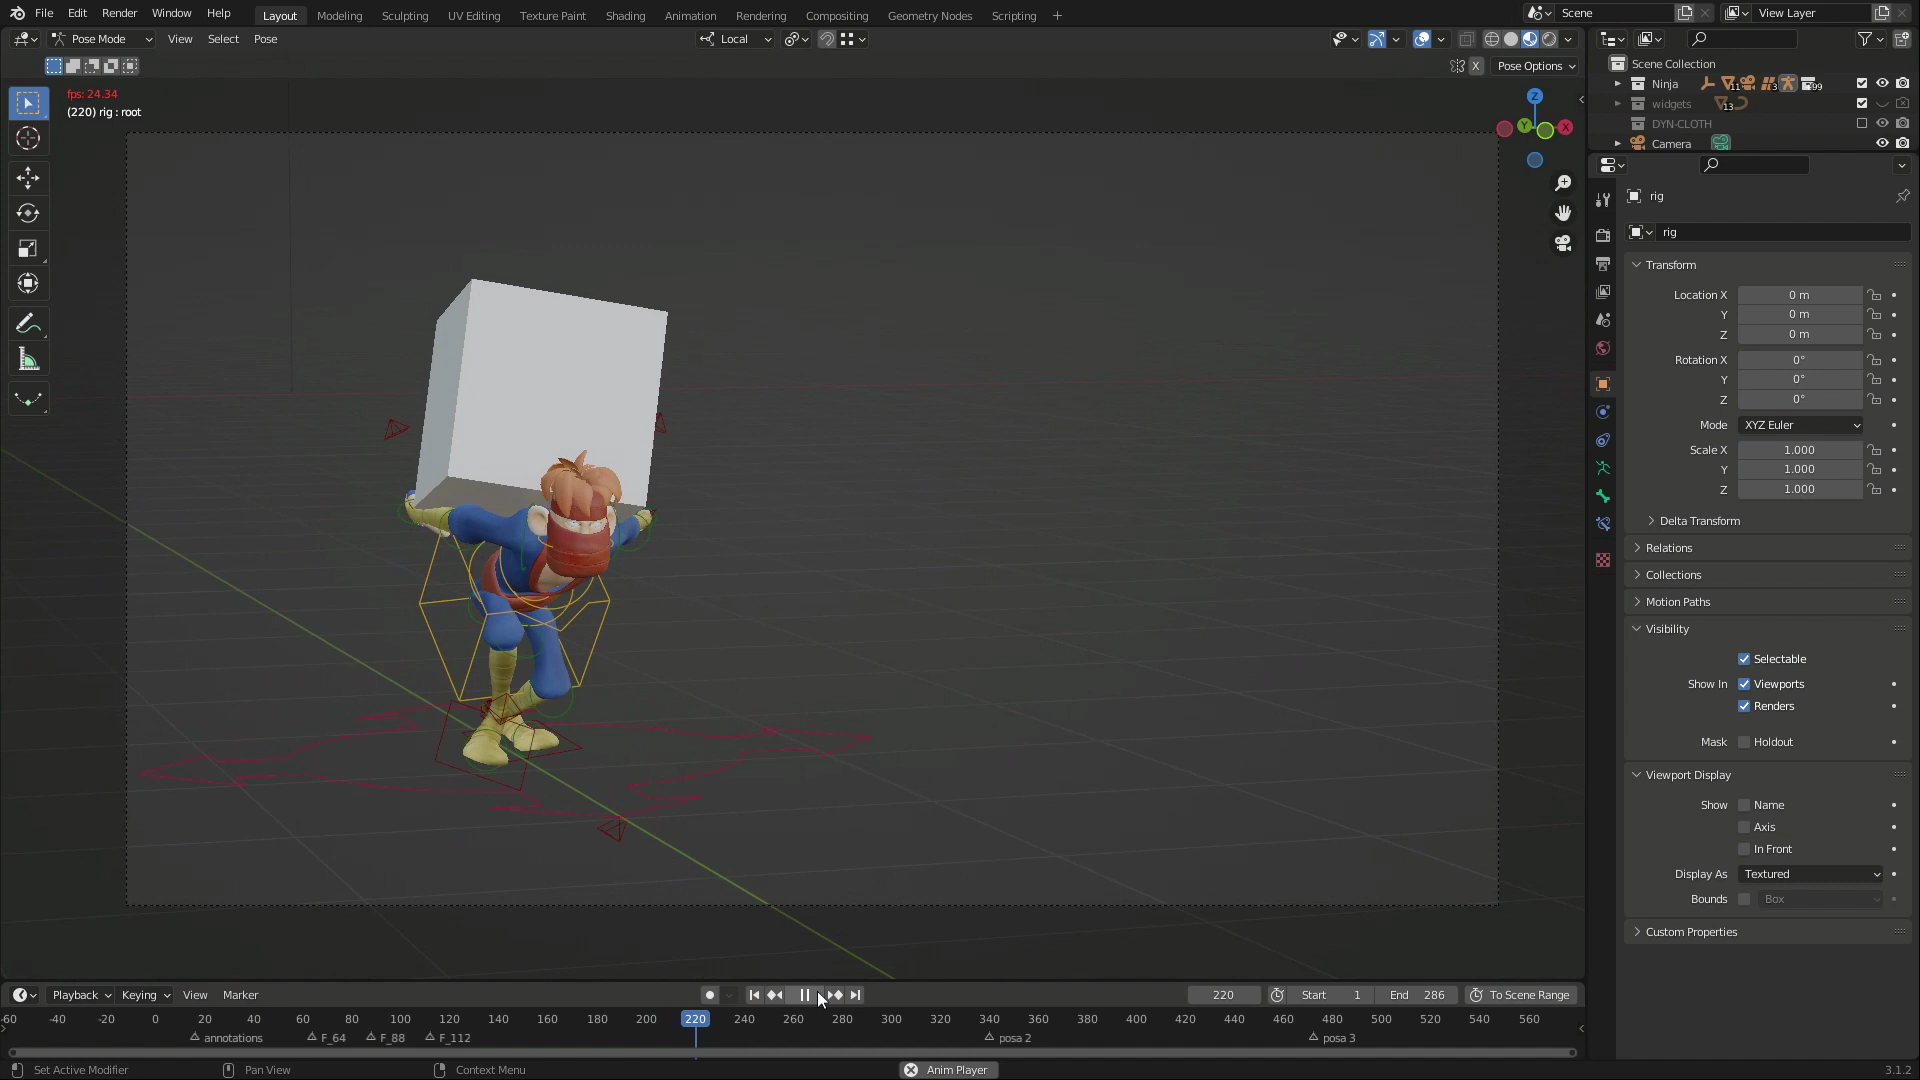 File Edit Render Window Help
Layout Modeling Sculpting UV Editing Texture Paint Shading Animation Rendering Compositing Geometry Nodes Scripting +
Scene
View Layer
Pose Mode View Select Pose
Local
X Pose Options
fps: 24.34
(220) rig : root
Z
Y
X
Scene Collection
Ninja 11 3 99
widgets 13
DYN-CLOTH
Camera
rig
rig
Transform
Location X 0 m
Y 0 m
Z 0 m
Rotation X 0°
Y 0°
Z 0°
Mode XYZ Euler
Scale X 1.000
Y 1.000
Z 1.000
Delta Transform
Relations
Collections
Motion Paths
Visibility
Selectable
Show In Viewports
Renders
Mask Holdout
Viewport Display
Show Name
Axis
In Front
Display As Textured
Bounds Box
Custom Properties
Playback Keying View Marker
220 Start 1 End 286 To Scene Range
-60 -40 -20 0 20 40 60 80 100 120 140 160 180 200 220 240 260 280 300 320 340 360 380 400 420 440 460 480 500 520 540 560
annotations F_64 F_88 F_112 posa 2 posa 3
Set Active Modifier Pan View Context Menu Anim Player 3.1.2